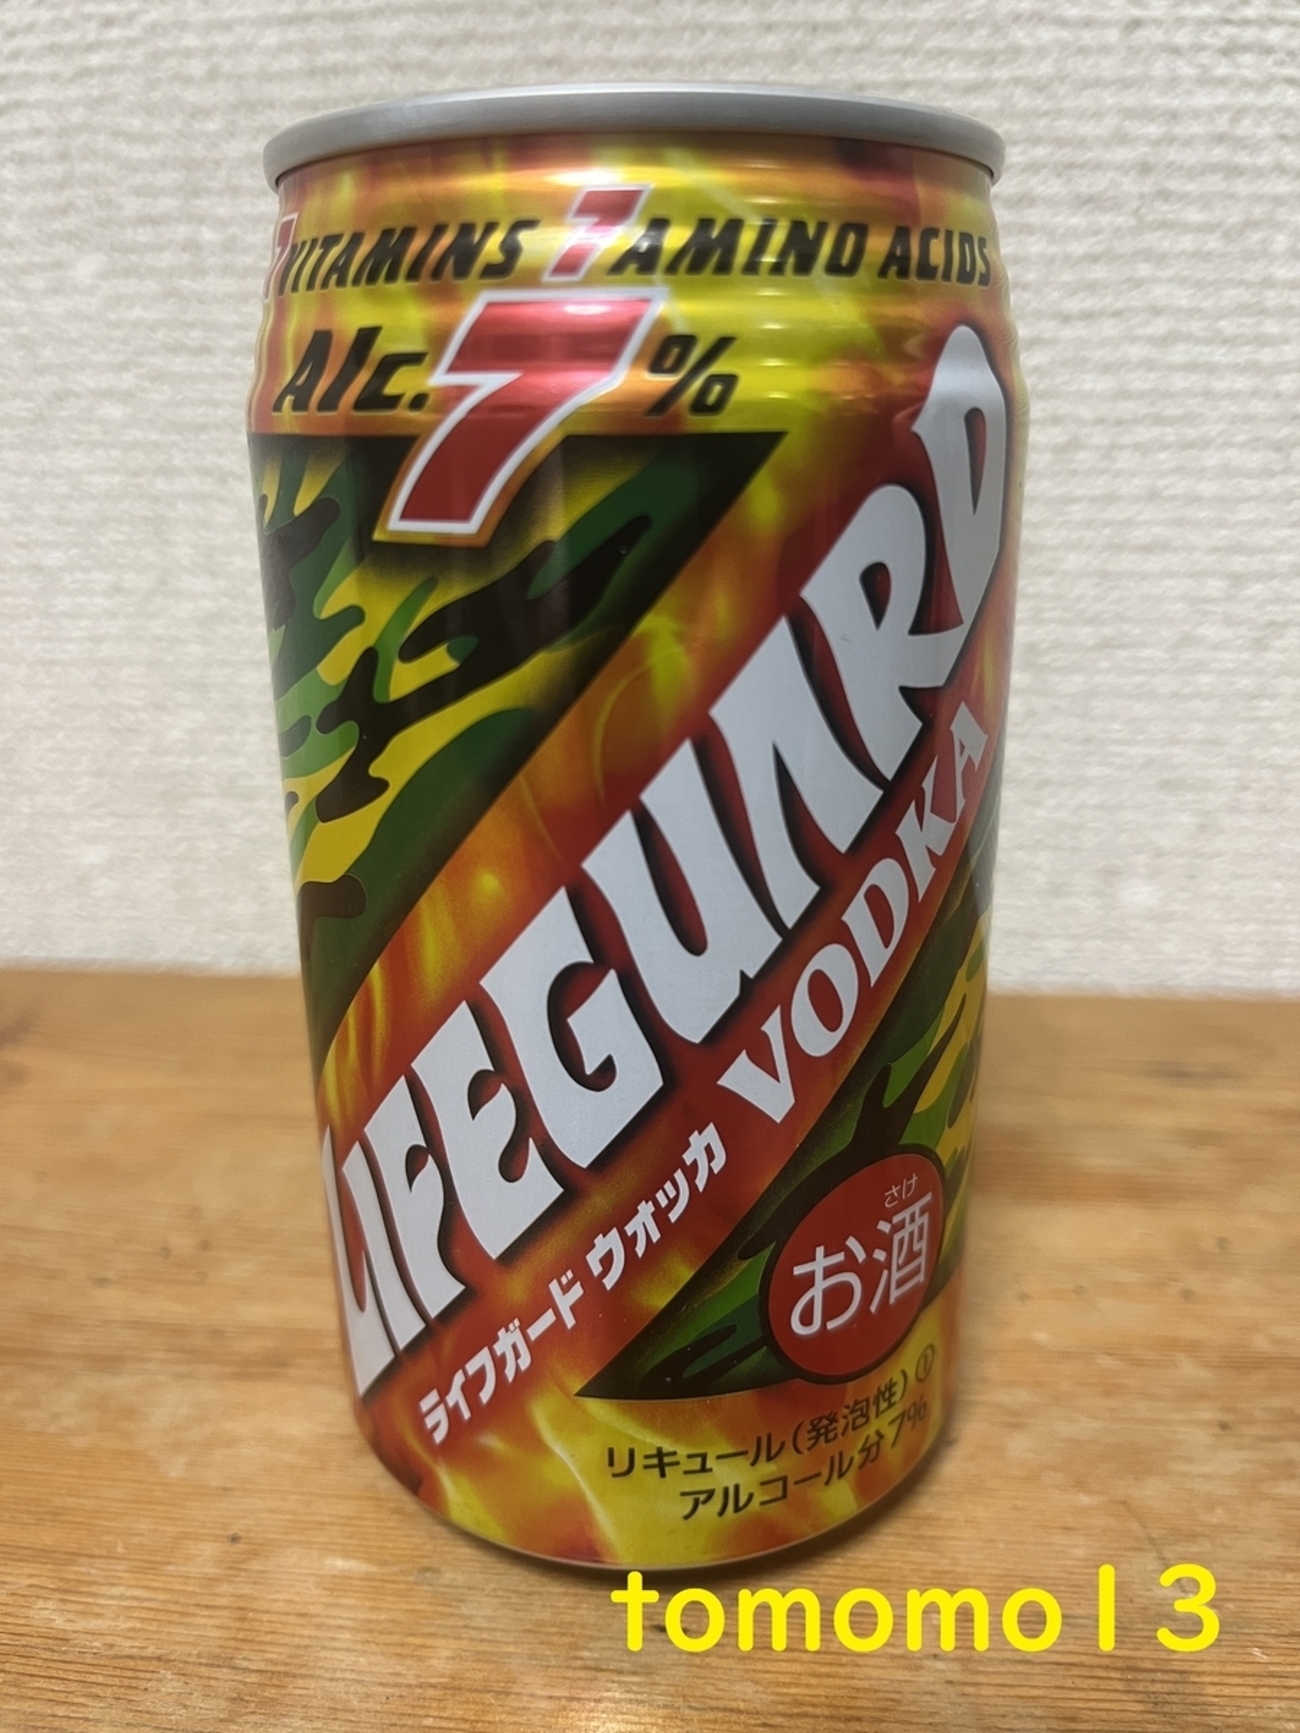 7 VITAMINS 7 AMINO ACIDS
Alc. 7 %
LIFEGUARD
VODKA
ライフガード ウォッカ
さけ
お酒
リキュール(発泡性)①
アルコール分7%
tomomo13